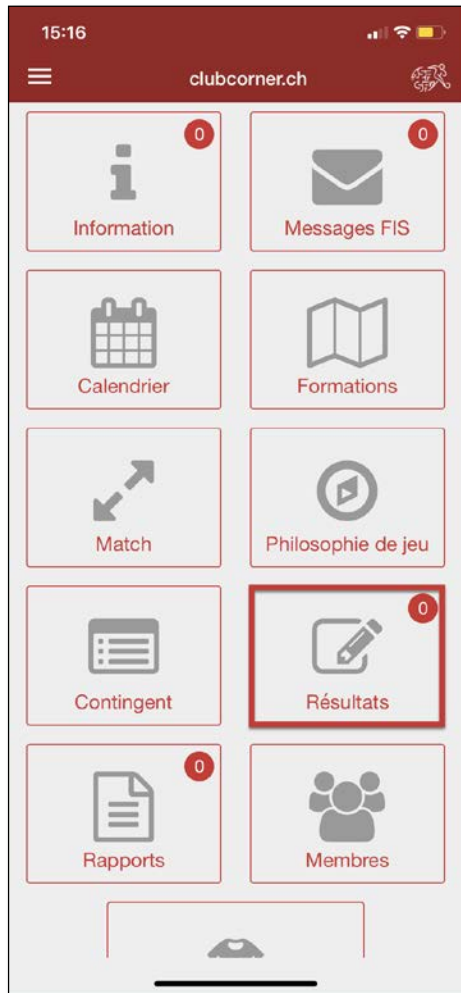 15:16
clubcorner.ch
0
0
Information
Messages FIS
Calendrier
Formations
Match
Philosophie de jeu
0
Contingent
Résultats
0
Rapports
Membres